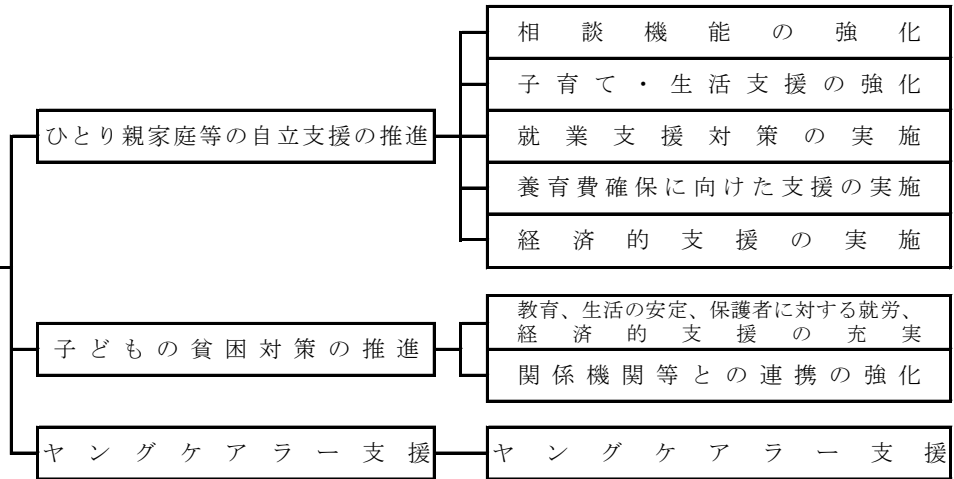 ひとり親家庭等の自立支援の推進
相談機能の強化
子育て・生活支援の強化
就業支援対策の実施
養育費確保に向けた支援の実施
経済的支援の実施
子どもの貧困対策の推進
教育、生活の安定、保護者に対する就労、
経済的支援の充実
関係機関等との連携の強化
ヤングケアラー支援
ヤングケアラー支援